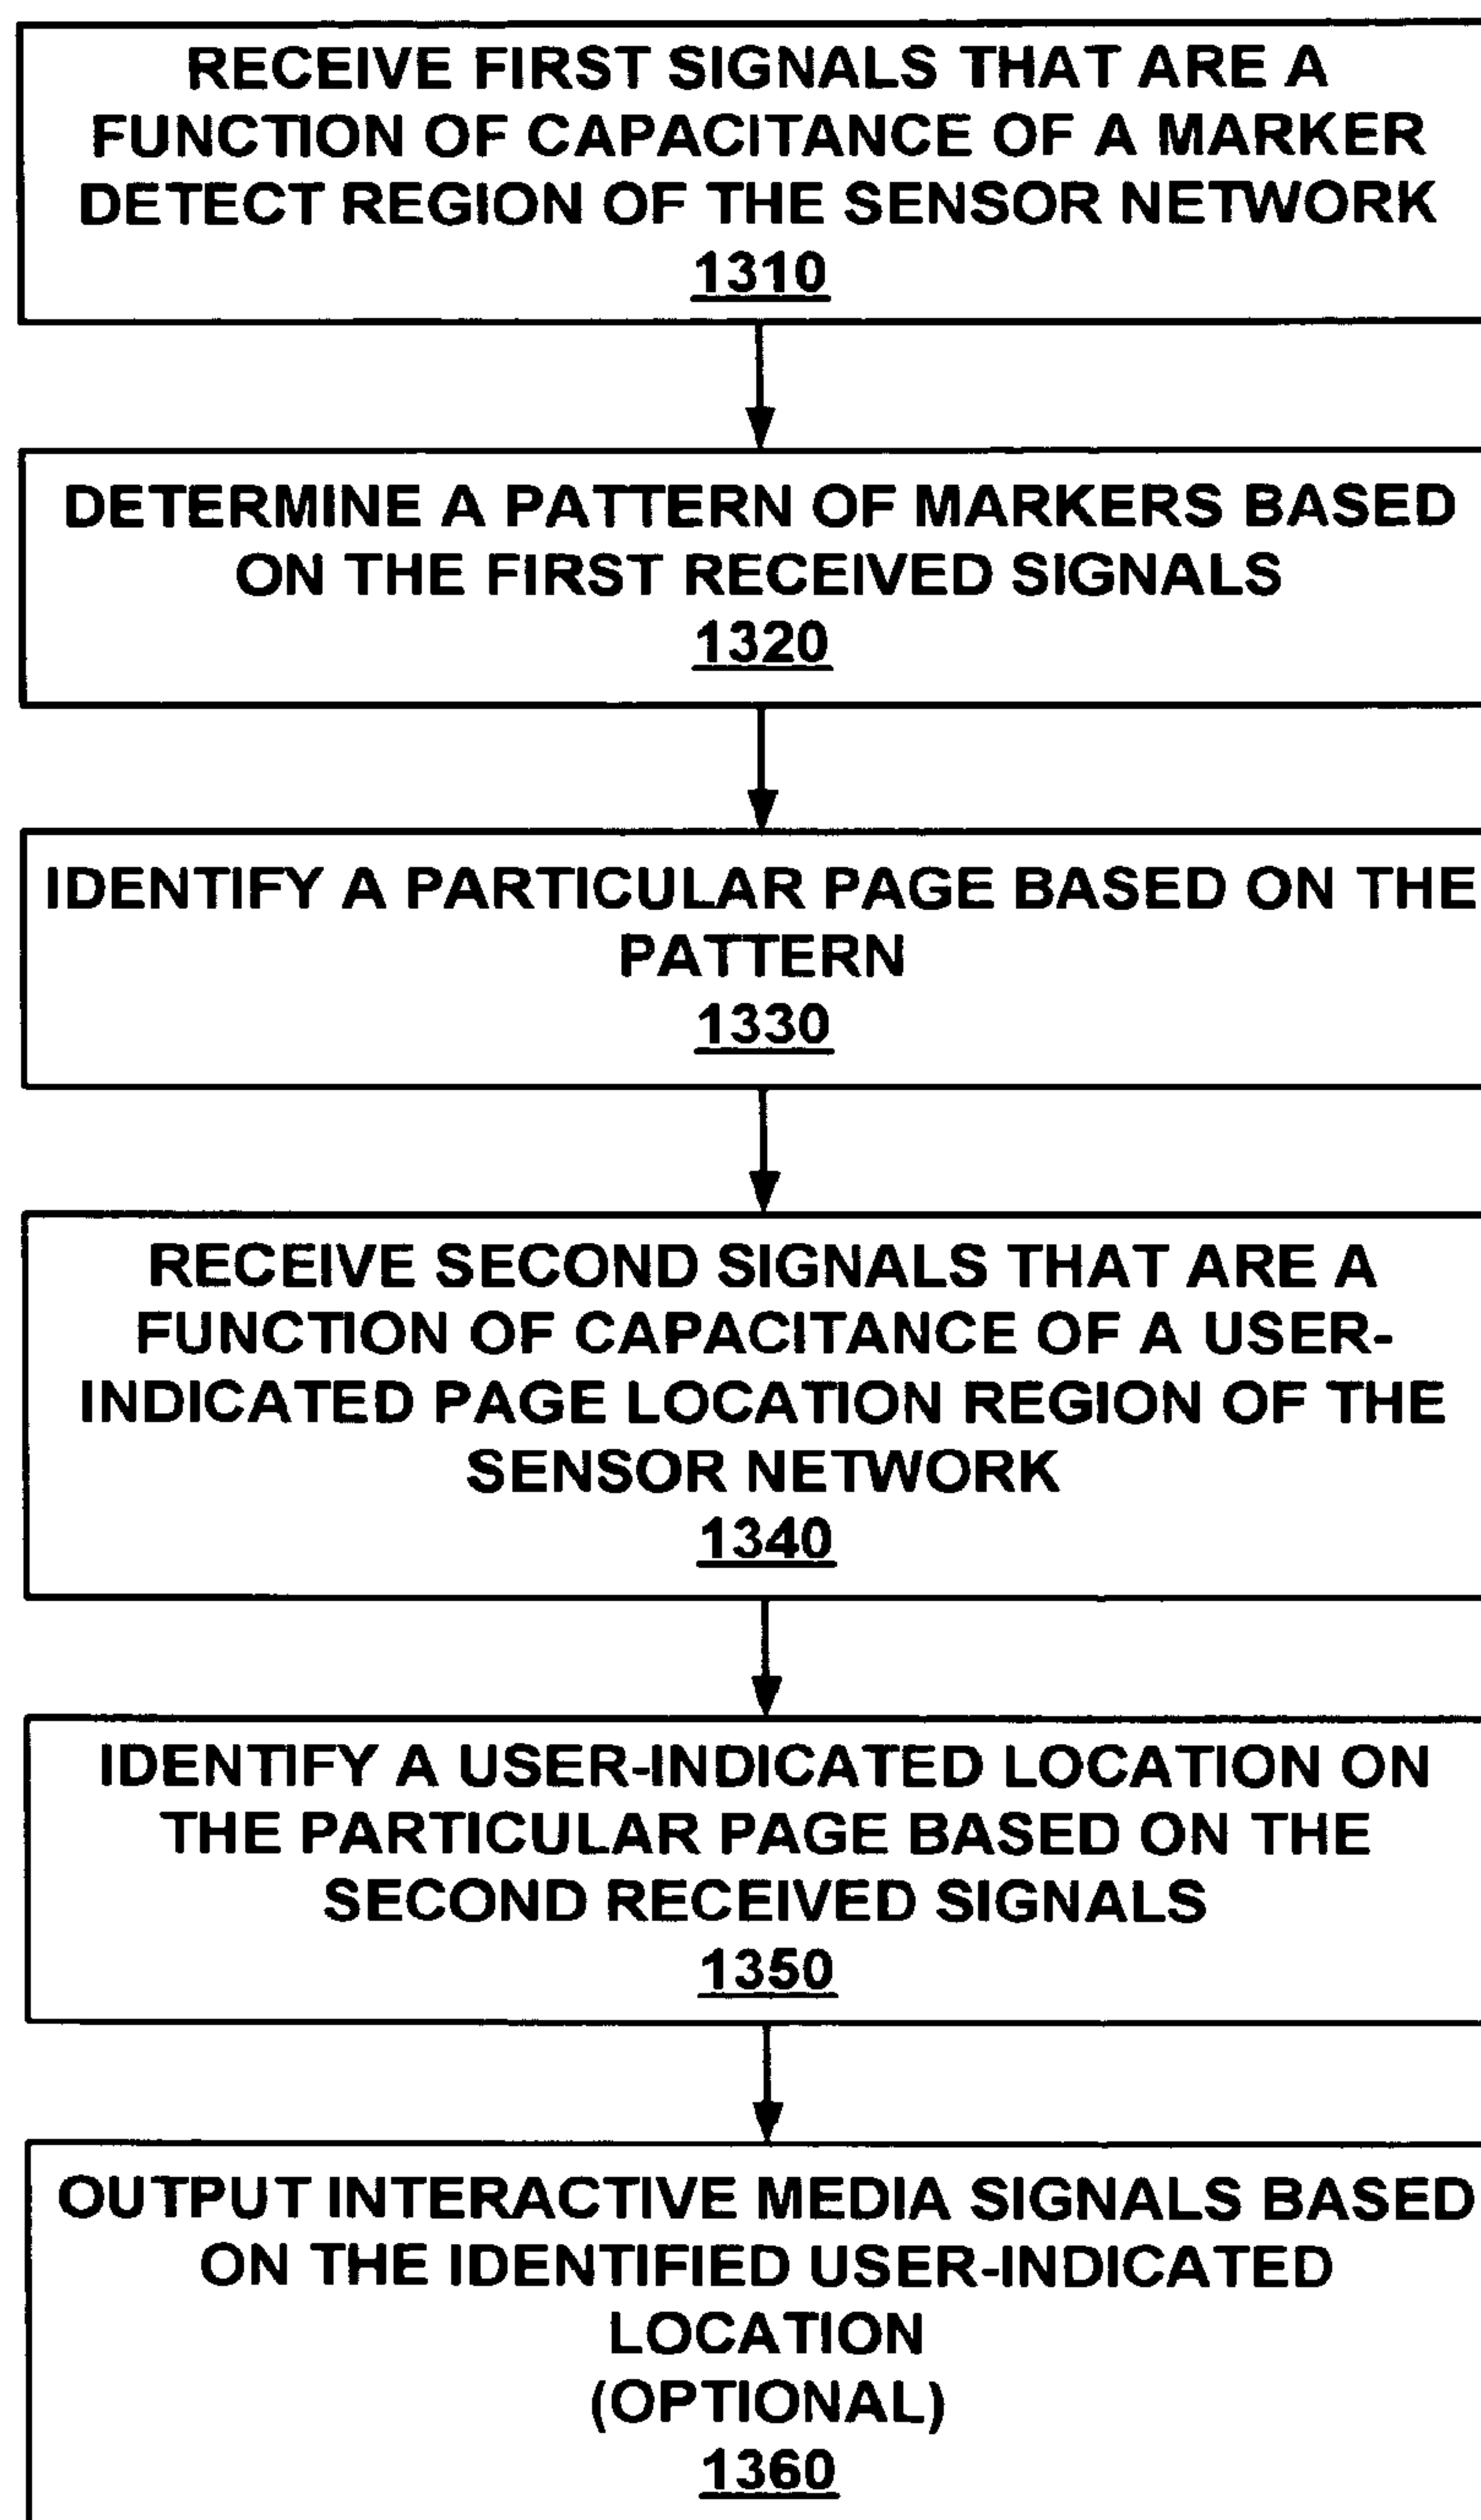 RECEIVE FIRST SIGNALS THAT ARE A
FUNCTION OF CAPACITANCE OF A MARKER
DETECT REGION OF THE SENSOR NETWORK
1310
DETERMINE A PATTERN OF MARKERS BASED
ON THE FIRST RECEIVED SIGNALS
1320
IDENTIFY A PARTICULAR PAGE BASED ON THE
PATTERN
1330
RECEIVE SECOND SIGNALS THAT ARE A
FUNCTION OF CAPACITANCE OF A USER-
INDICATED PAGE LOCATION REGION OF THE
SENSOR NETWORK
1340
IDENTIFY A USER-INDICATED LOCATION ON
THE PARTICULAR PAGE BASED ON THE
SECOND RECEIVED SIGNALS
1350
OUTPUT INTERACTIVE MEDIA SIGNALS BASED
ON THE IDENTIFIED USER-INDICATED
LOCATION
(OPTIONAL)
1360